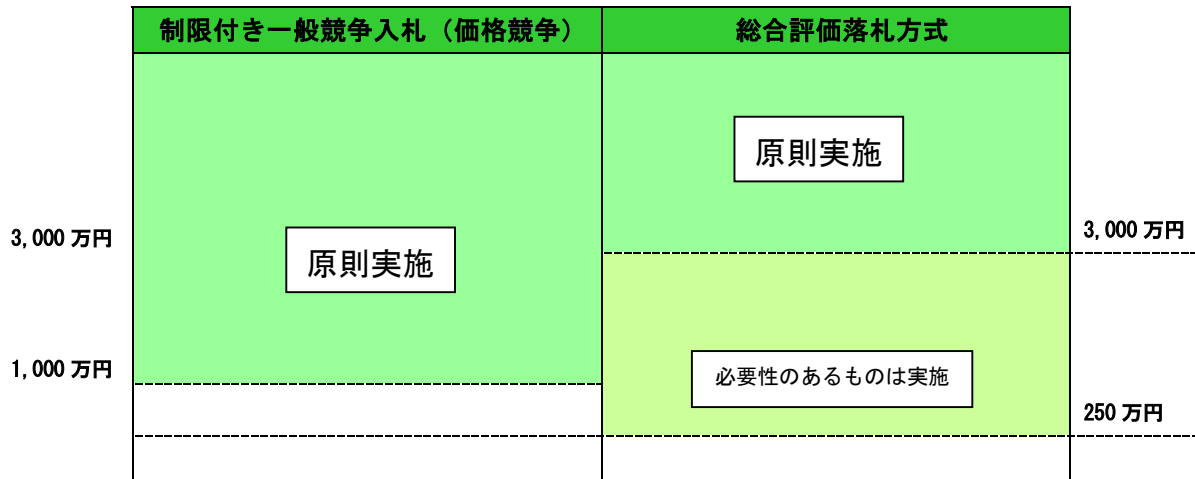 制限付き一般競争入札（価格競争）
総合評価落札方式
原則実施
3,000 万円
3,000 万円
原則実施
1,000 万円
必要性のあるものは実施
250 万円